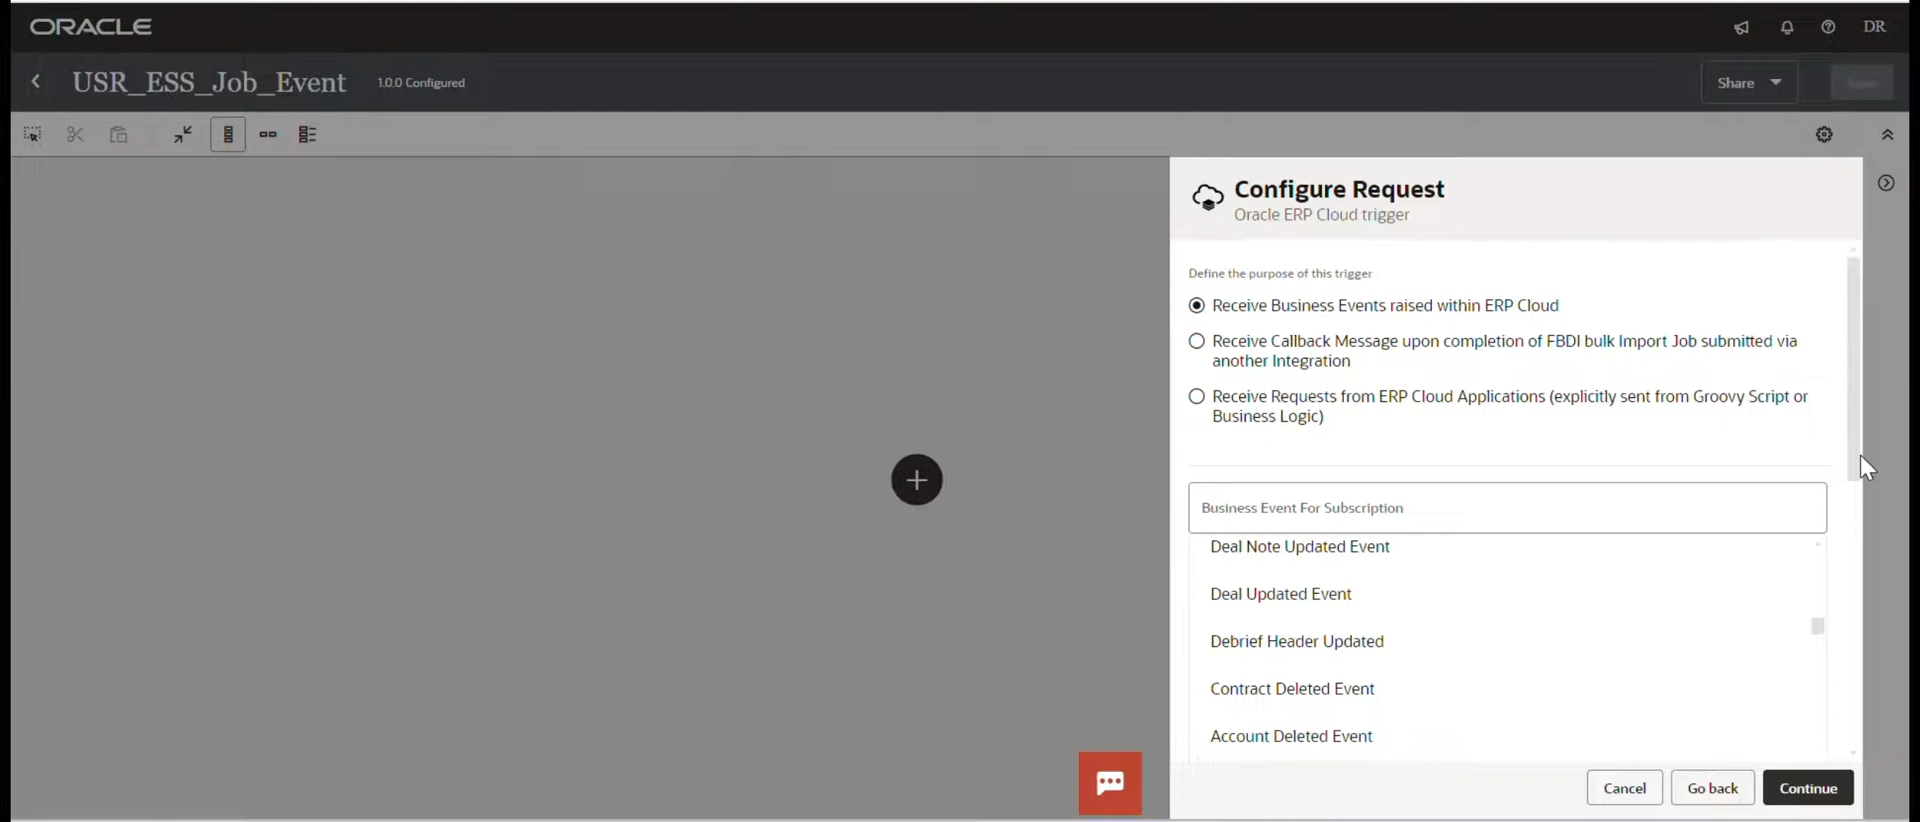 ORACLE
DR
USR_ESS_Job_Event
1.0.0 Configured
Share
Configure Request
Oracle ERP Cloud trigger
Define the purpose of this trigger
Receive Business Events raised within ERP Cloud
Receive Callback Message upon completion of FBDI bulk Import Job submitted via
another Integration
Receive Requests from ERP Cloud Applications (explicitly sent from Groovy Script or
Business Logic)
Business Event For Subscription
Deal Note Updated Event
Deal Updated Event
Debrief Header Updated
Contract Deleted Event
Account Deleted Event
Cancel
Go back
Continue